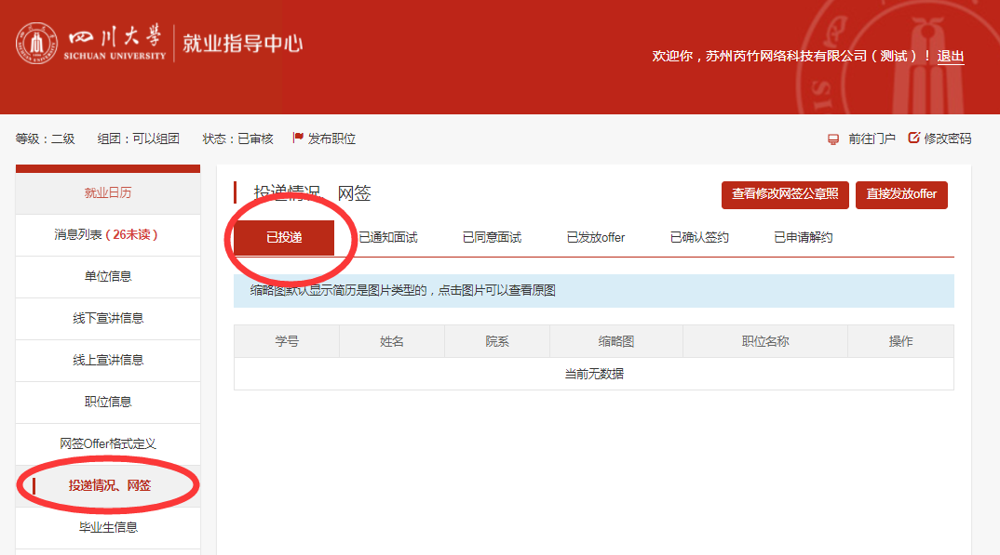 四川大学
SICHUAN UNIVERSITY
就业指导中心
欢迎你，苏州芮竹网络科技有限公司（测试）！ 退出
等级：二级 组团：可以组团 状态：已审核 发布职位
前往门户 修改密码
就业日历
消息列表（26未读）
单位信息
线下宣讲信息
线上宣讲信息
职位信息
网签Offer格式定义
投递情况、网签
毕业生信息
投递情况、网签
查看修改网签公章照 直接发放offer
已投递 已通知面试 已同意面试 已发放offer 已确认签约 已申请解约
缩略图默认显示简历是图片类型的，点击图片可以查看原图
学号 姓名 院系 缩略图 职位名称 操作
当前无数据